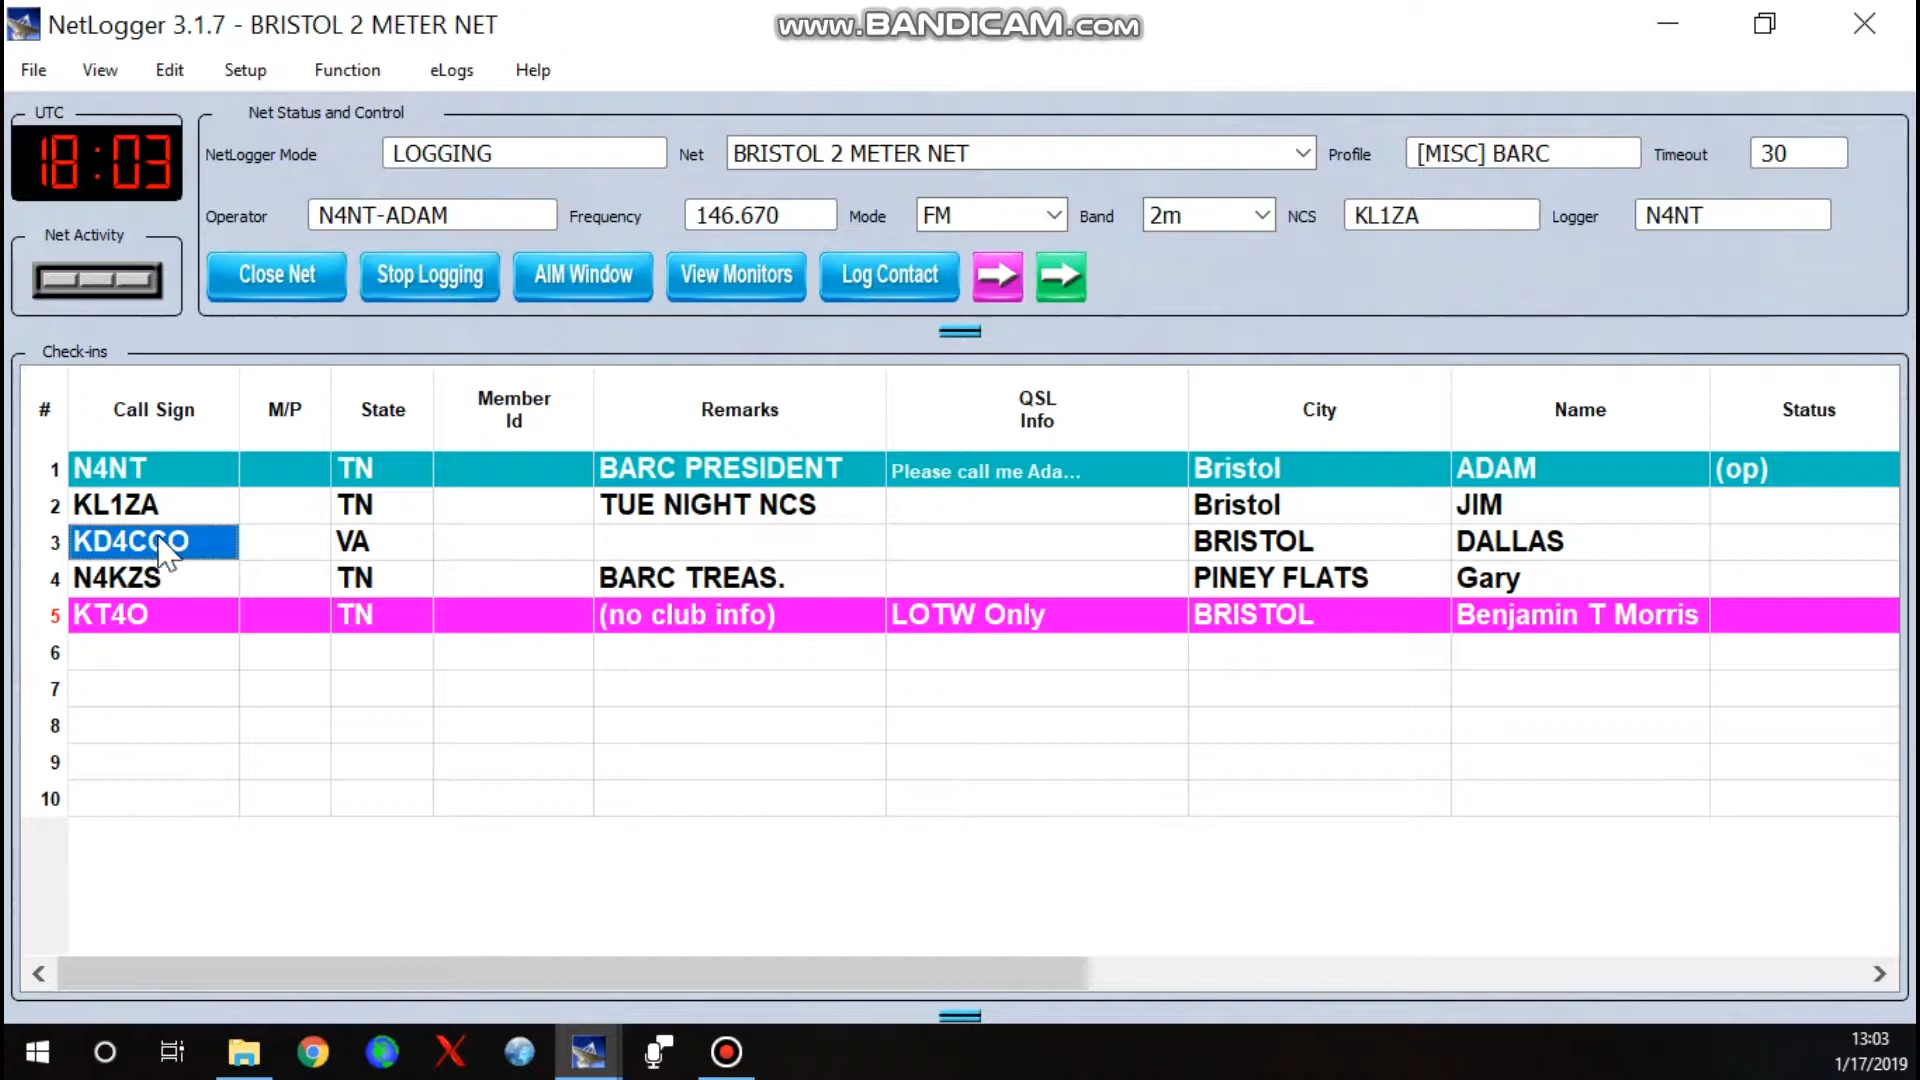 NetLogger 3.1.7 - BRISTOL 2 METER NET
www.BANDICAM.com
File View Edit Setup Function eLogs Help
UTC
18:03
Net Activity
Net Status and Control
NetLogger Mode LOGGING Net BRISTOL 2 METER NET Profile [MISC] BARC Timeout 30
Operator N4NT-ADAM Frequency 146.670 Mode FM Band 2m NCS KL1ZA Logger N4NT
Close Net Stop Logging AIM Window View Monitors Log Contact
Check-ins
# Call Sign M/P State Member Id Remarks QSL Info City Name Status
1 N4NT TN BARC PRESIDENT Please call me Ada... Bristol ADAM (op)
2 KL1ZA TN TUE NIGHT NCS Bristol JIM
3 VA BRISTOL DALLAS
4 N4KZS TN BARC TREAS. PINEY FLATS Gary
5 KT4O TN (no club info) LOTW Only BRISTOL Benjamin T Morris
6
7
8
9
10
13:03
1/17/2019